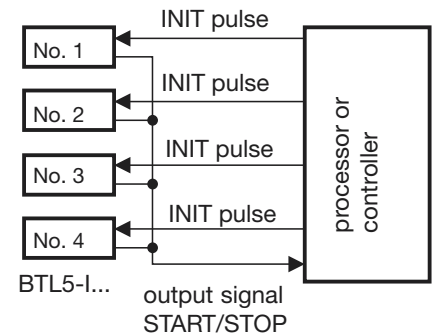 INIT pulse
No. 1
INIT pulse
No. 2
INIT pulse
No. 3
INIT pulse
No. 4
BTL5-I...
output signal
START/STOP
processor or
controller